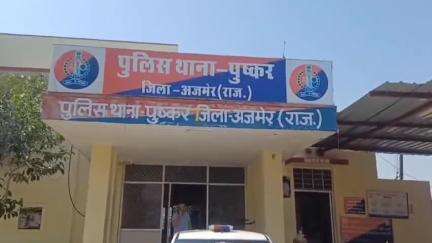 पुलिस थाना-पुष्कर
जिला-अजमेर (राज.)
पुलिस थाना-पुष्कर जिला-अजमेर (राज.)